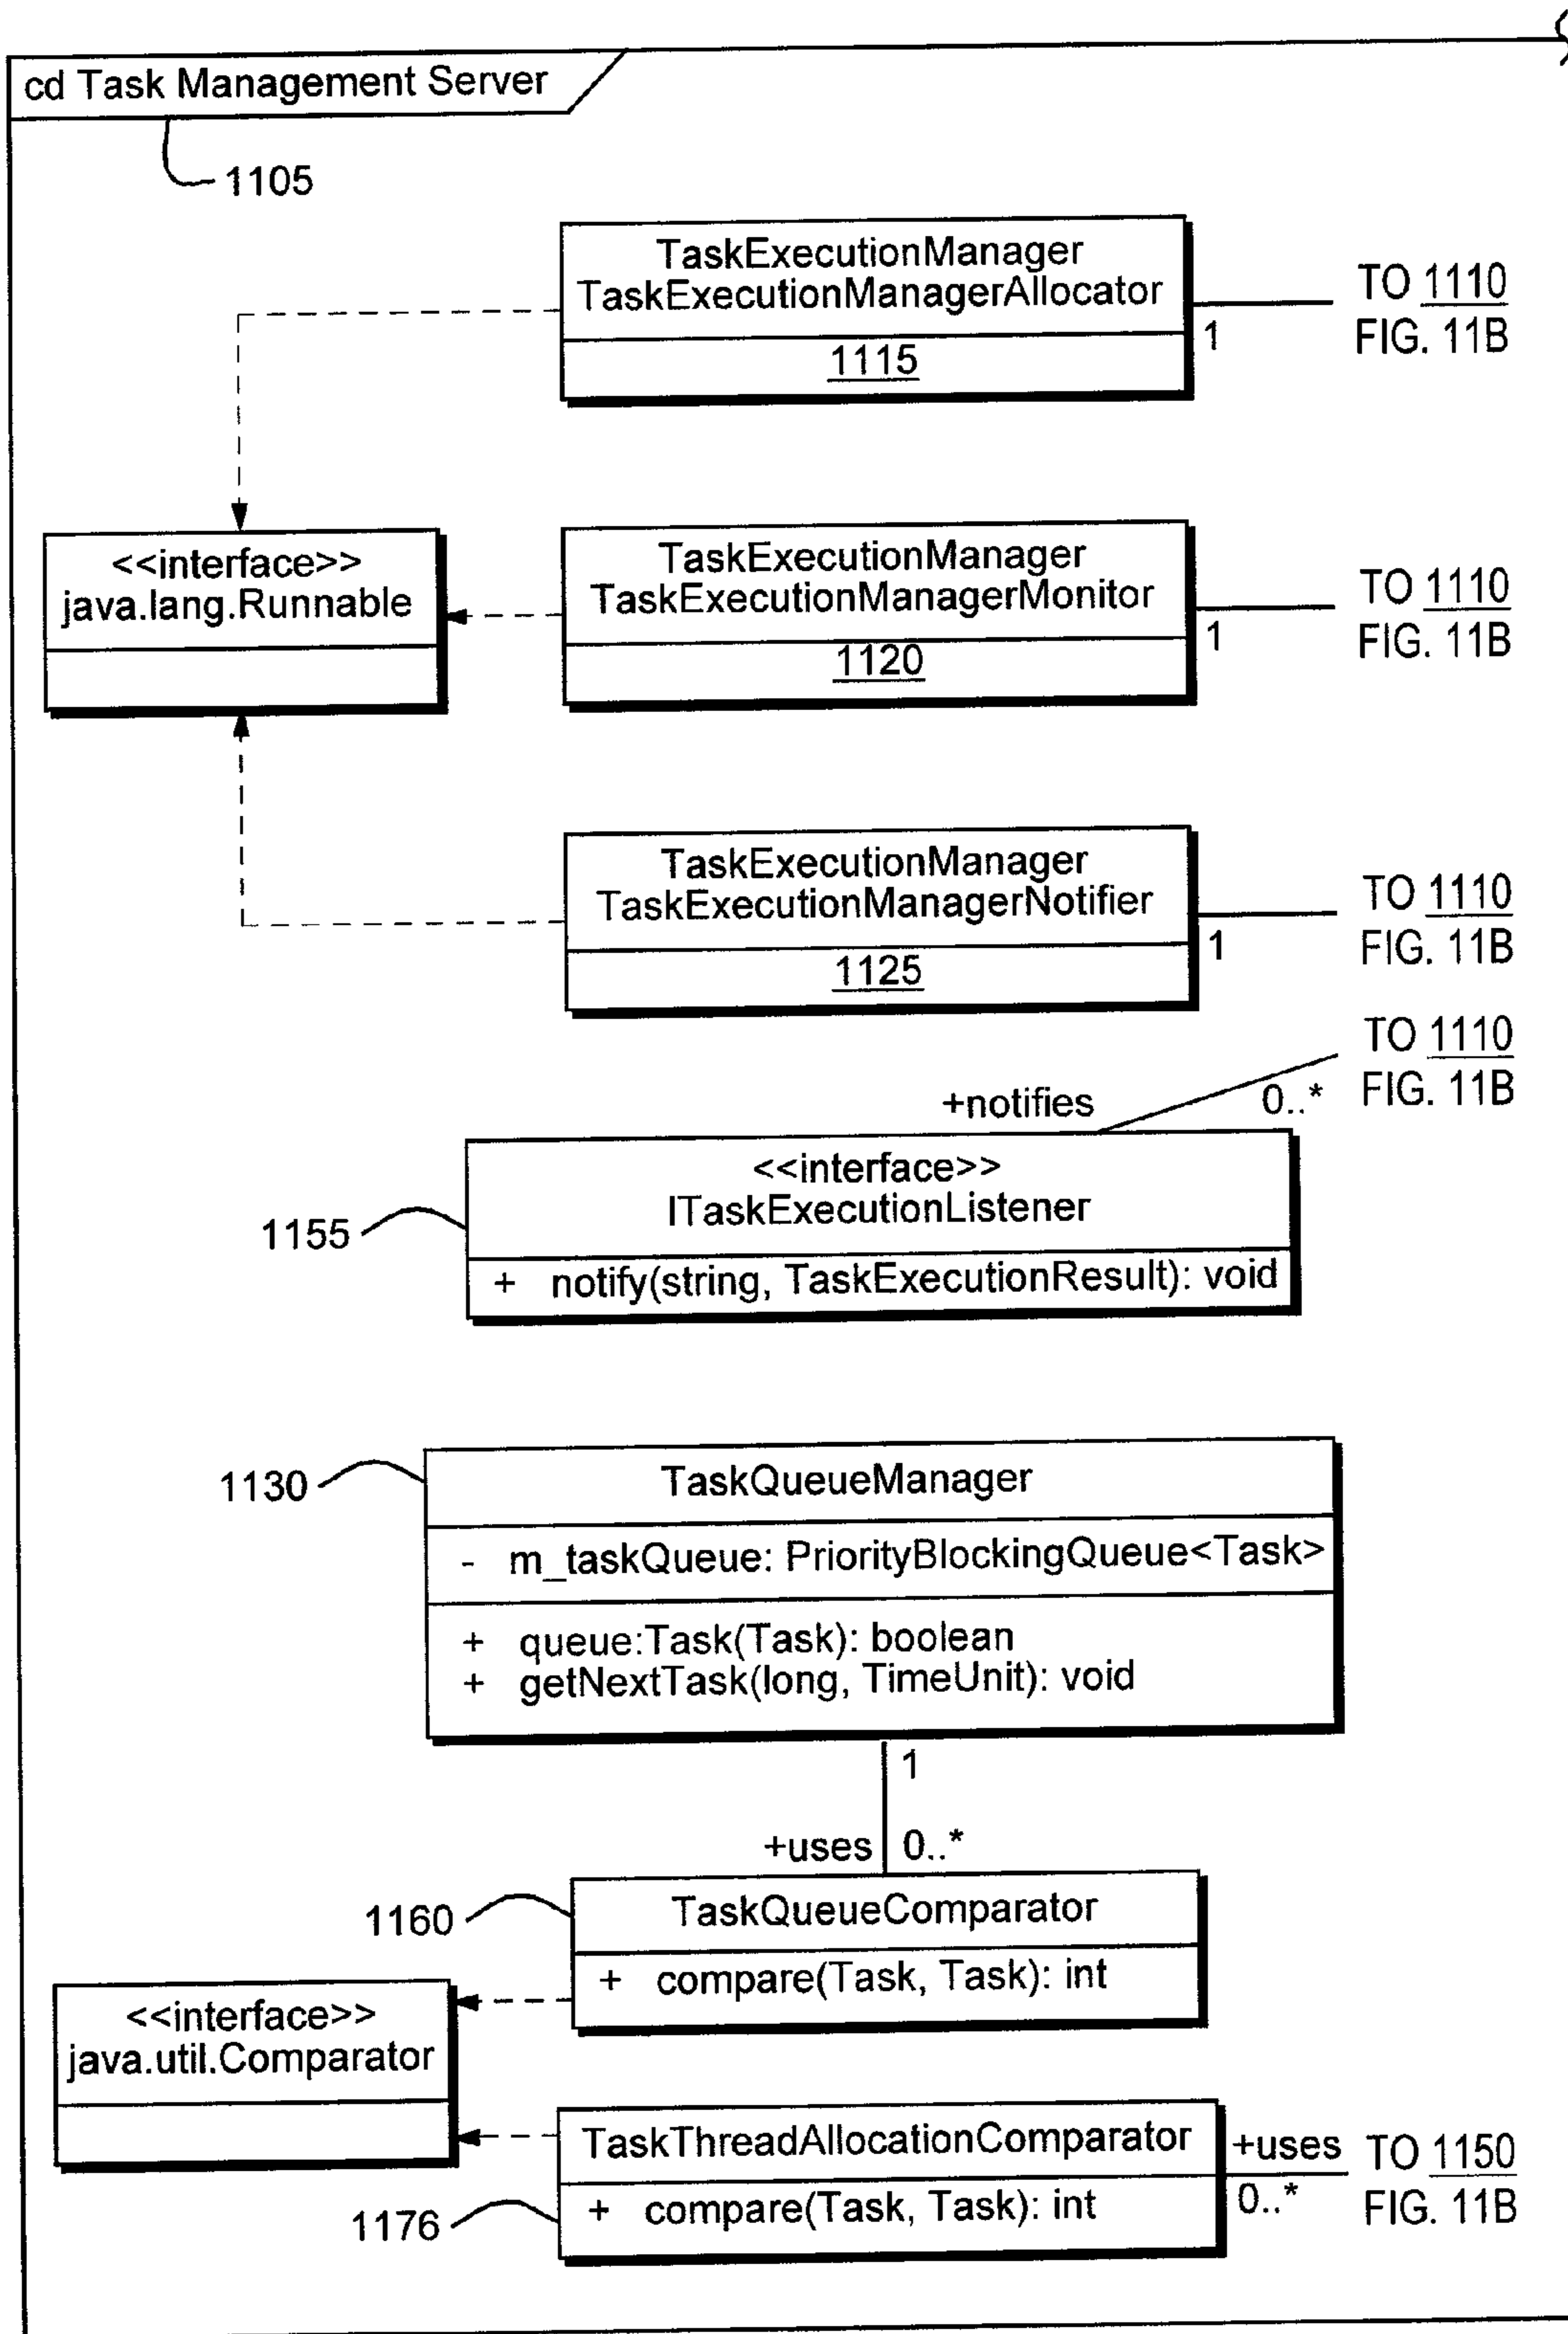 cd Task Management Server
1105
TaskExecutionManager
TaskExecutionManagerAllocator
1115
1
TO 1110
FIG. 11B
<<interface>>
java.lang.Runnable
TaskExecutionManager
TaskExecutionManagerMonitor
1120
1
TO 1110
FIG. 11B
TaskExecutionManager
TaskExecutionManagerNotifier
1125
1
TO 1110
FIG. 11B
TO 1110
FIG. 11B
+notifies
0..*
<<interface>>
ITaskExecutionListener
1155
+ notify(string, TaskExecutionResult): void
1130
TaskQueueManager
- m_taskQueue: PriorityBlockingQueue<Task>
+ queue:Task(Task): boolean
+ getNextTask(long, TimeUnit): void
1
+uses
0..*
1160
TaskQueueComparator
+ compare(Task, Task): int
<<interface>>
java.util.Comparator
TaskThreadAllocationComparator
1176
+ compare(Task, Task): int
+uses
0..*
TO 1150
FIG. 11B